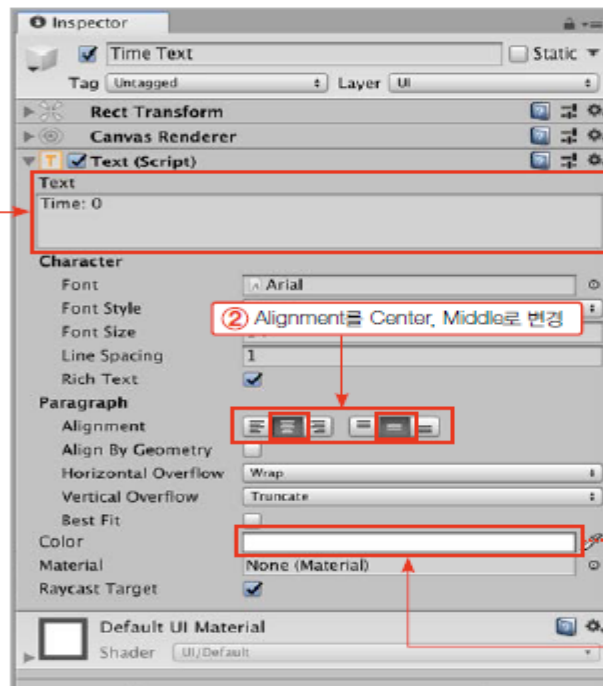 Inspector
Time Text Static
Tag Untagged Layer UI
Rect Transform
Canvas Renderer
Text (Script)
Text
Time: 0
Character
Font Arial
Font Style
② Alignment를 Center, Middle로 변경
Font Size
Line Spacing 1
Rich Text
Paragraph
Alignment
Align By Geometry
Horizontal Overflow Wrap
Vertical Overflow Truncate
Best Fit
Color
Material None (Material)
Raycast Target
Default UI Material
Shader UI/Default